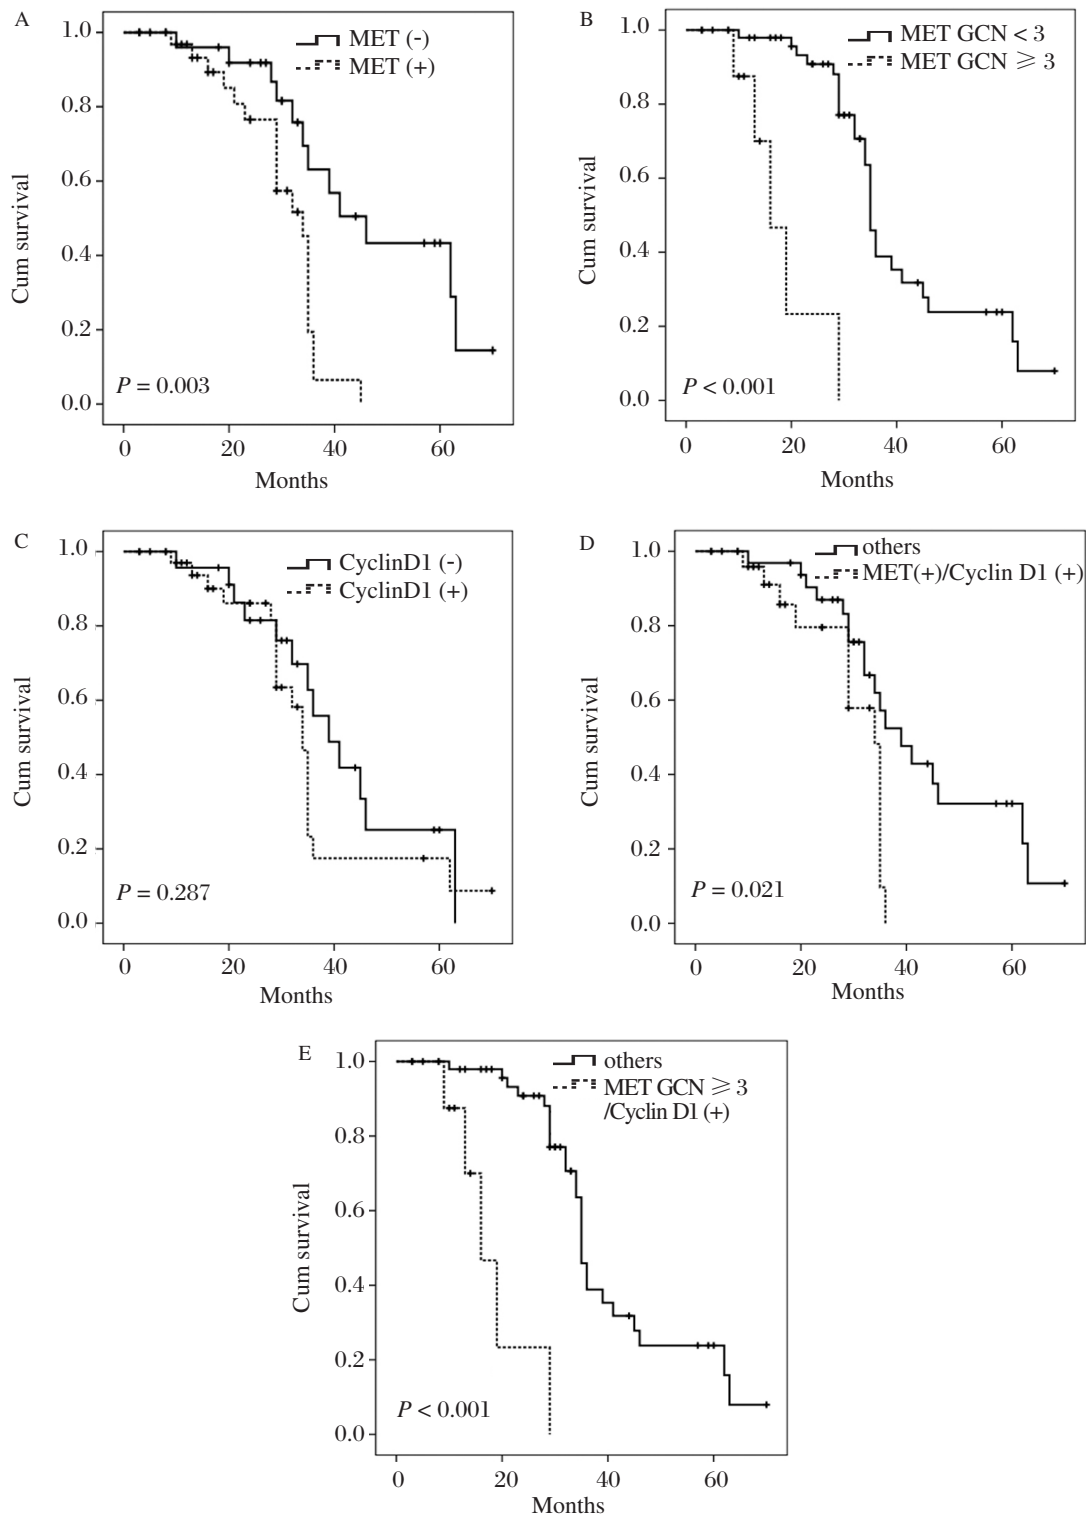 A
MET (-)
MET (+)
1.0
0.8
0.6
0.4
0.2
0.0
Cum survival
P = 0.003
0 20 40 60
Months
B
MET GCN < 3
MET GCN ⩾ 3
1.0
0.8
0.6
0.4
0.2
0.0
Cum survival
P < 0.001
0 20 40 60
Months
C
CyclinD1 (-)
CyclinD1 (+)
1.0
0.8
0.6
0.4
0.2
0.0
Cum survival
P = 0.287
0 20 40 60
Months
D
others
MET(+)/Cyclin D1 (+)
1.0
0.8
0.6
0.4
0.2
0.0
Cum survival
P = 0.021
0 20 40 60
Months
E
others
MET GCN ⩾ 3
/Cyclin D1 (+)
1.0
0.8
0.6
0.4
0.2
0.0
Cum survival
P < 0.001
0 20 40 60
Months